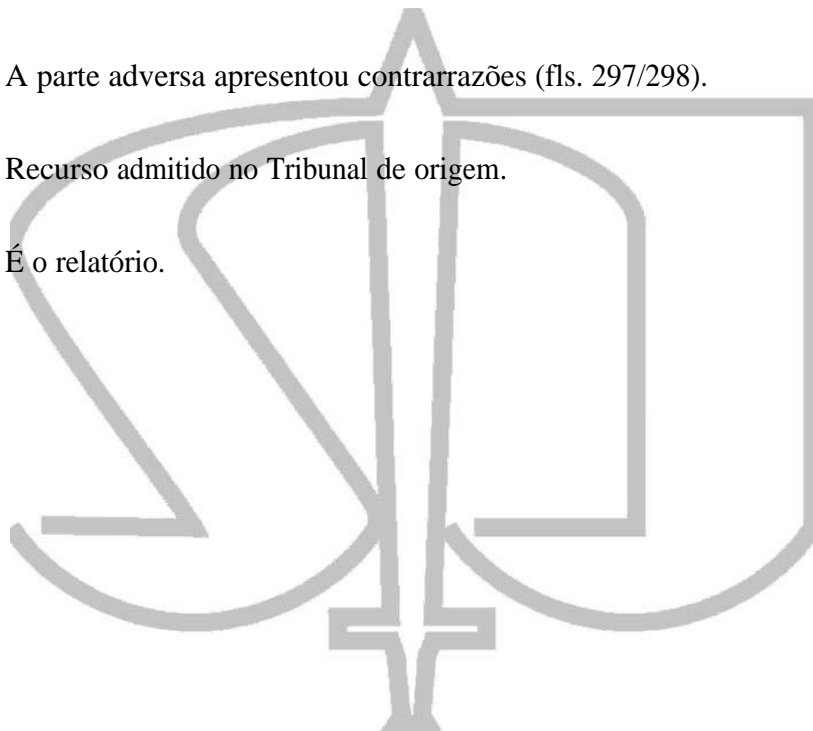 A parte adversa apresentou contrarrazões (fls. 297/298).
Recurso admitido no Tribunal de origem.
É o relatório.